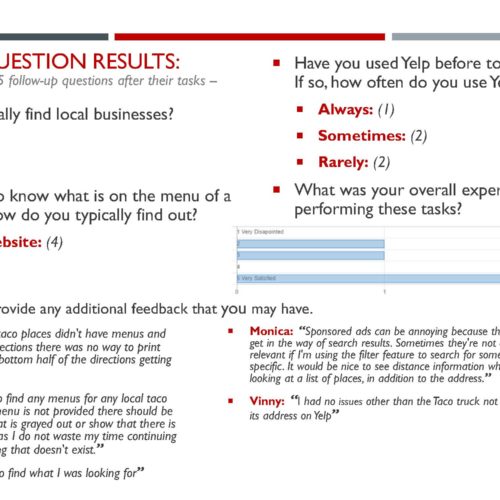 UESTION RESULTS:
5 follow-up questions after their tasks –
ally find local businesses?
o know what is on the menu of a
ow do you typically find out?
ebsite: (4)
Have you used Yelp before to
If so, how often do you use Ye
Always: (1)
Sometimes: (2)
Rarely: (2)
What was your overall exper
performing these tasks?
1 Very Disapointed
2
3
4
5 Very Satisfied
0 1
rovide any additional feedback that you may have.
taco places didn't have menus and
ections there was no way to print
bottom half of the directions getting
o find any menus for any local taco
enu is not provided there should be
at is grayed out or show that there is
as I do not waste my time continuing
ng that doesn't exist.”
o find what I was looking for”
Monica: “Sponsored ads can be annoying because th
get in the way of search results. Sometimes they're not
relevant if I'm using the filter feature to search for som
specific. It would be nice to see distance information wh
looking at a list of places, in addition to the address.”
Vinny: “I had no issues other than the Taco truck not
its address on Yelp”